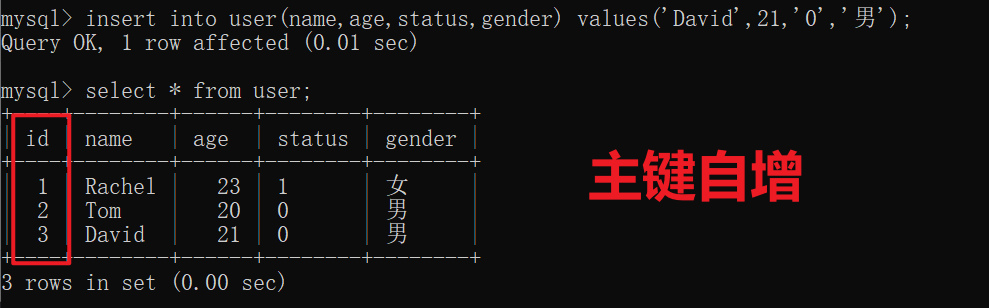 mysql> insert into user(name,age,status,gender) values('David',21,'0','男');
Query OK, 1 row affected (0.01 sec)
mysql> select * from user;
+----+--------+------+--------+--------+
| id | name   | age  | status | gender |
+----+--------+------+--------+--------+
|  1 | Rachel |   23 | 1      | 女     |
|  2 | Tom    |   20 | 0      | 男     |
|  3 | David  |   21 | 0      | 男     |
+----+--------+------+--------+--------+
3 rows in set (0.00 sec)
主键自增